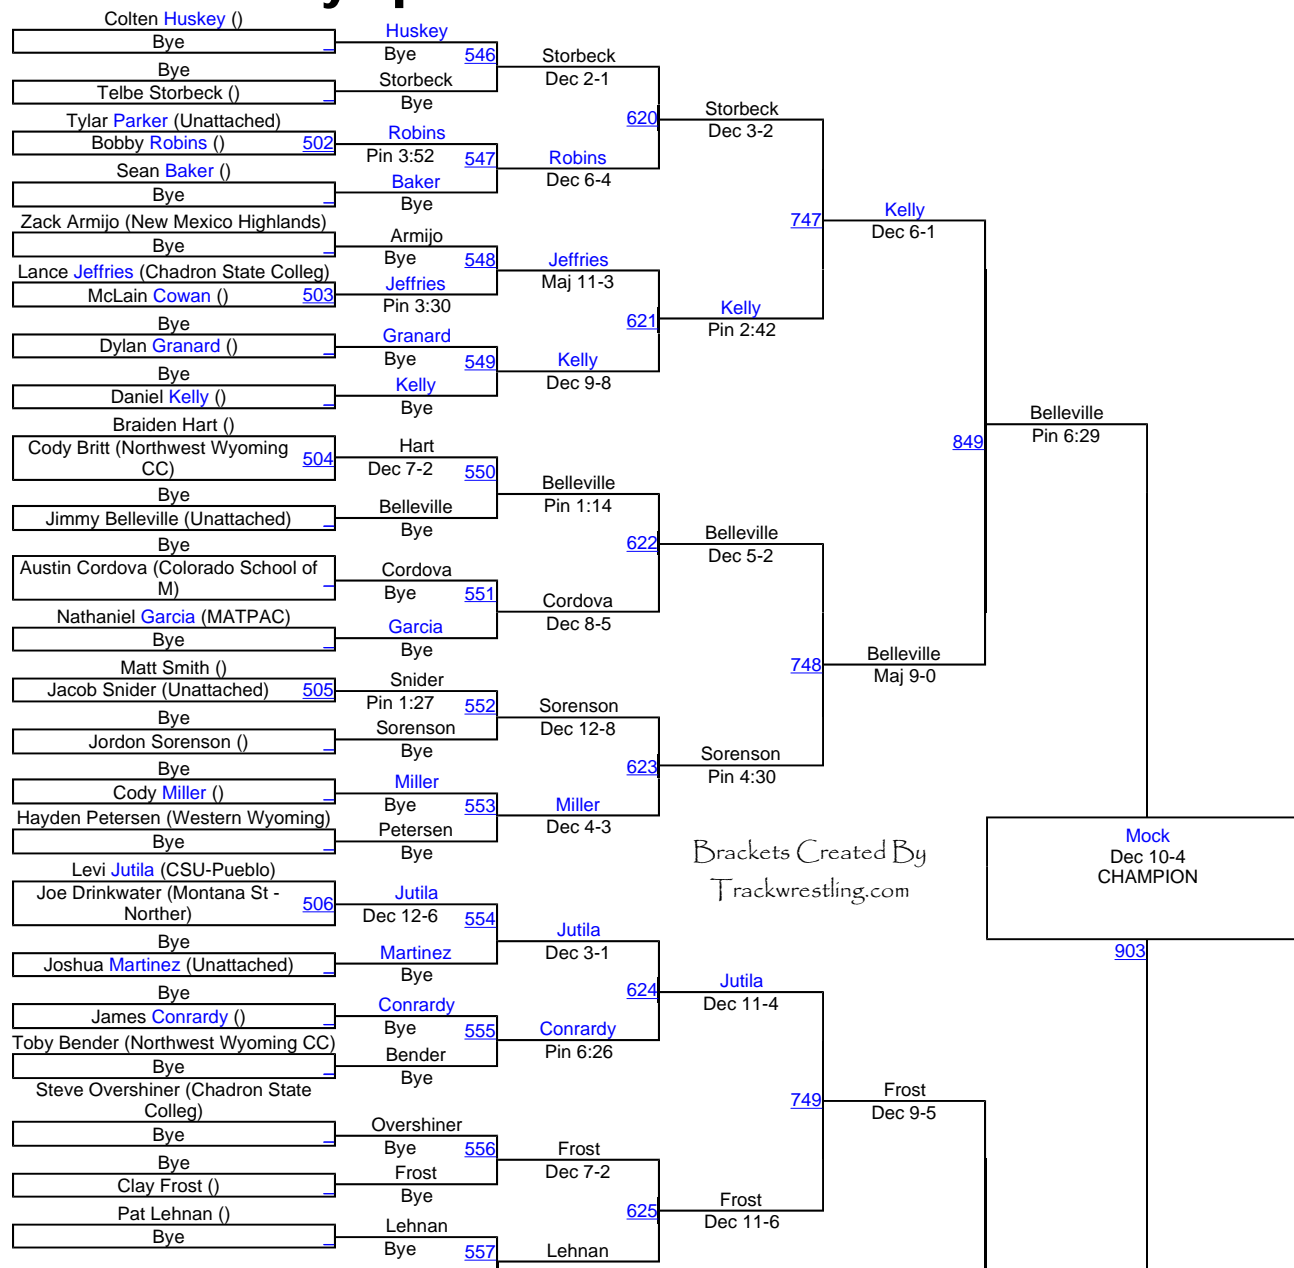 Colten Huskey ()
Bye
Bye
Telbe Storbeck ()
Tylar Parker (Unattached)
Bobby Robins () 502
Sean Baker ()
Bye
Zack Armijo (New Mexico Highlands)
Bye
Lance Jeffries (Chadron State Colleg)
McLain Cowan () 503
Bye
Dylan Granard ()
Bye
Daniel Kelly ()
Braiden Hart ()
Cody Britt (Northwest Wyoming
CC) 504
Bye
Jimmy Belleville (Unattached)
Bye
Austin Cordova (Colorado School of
M)
Nathaniel Garcia (MATPAC)
Bye
Matt Smith ()
Jacob Snider (Unattached) 505
Bye
Jordon Sorenson ()
Bye
Cody Miller ()
Hayden Petersen (Western Wyoming)
Bye
Levi Jutila (CSU-Pueblo)
Joe Drinkwater (Montana St -
Norther) 506
Bye
Joshua Martinez (Unattached)
Bye
James Conrardy ()
Toby Bender (Northwest Wyoming CC)
Bye
Steve Overshiner (Chadron State
Colleg)
Bye
Bye
Clay Frost ()
Pat Lehnan ()
Bye
Huskey
Bye 546
Storbeck
Bye
Robins
Pin 3:52 547
Baker
Bye
Armijo
Bye 548
Jeffries
Pin 3:30
Granard
Bye 549
Kelly
Bye
Hart
Dec 7-2 550
Belleville
Bye
Cordova
Bye 551
Garcia
Bye
Snider
Pin 1:27 552
Sorenson
Bye
Miller
Bye 553
Petersen
Bye
Jutila
Dec 12-6 554
Martinez
Bye
Conrardy
Bye 555
Bender
Bye
Overshiner
Bye 556
Frost
Bye
Lehnan
Bye 557
Storbeck
Dec 2-1
620
Robins
Dec 6-4
Jeffries
Maj 11-3
621
Kelly
Dec 9-8
Belleville
Pin 1:14
622
Cordova
Dec 8-5
Sorenson
Dec 12-8
623
Miller
Dec 4-3
Jutila
Dec 3-1
624
Conrardy
Pin 6:26
Frost
Dec 7-2
625
Lehnan
Storbeck
Dec 3-2
747
Kelly
Pin 2:42
Belleville
Dec 5-2
748
Sorenson
Pin 4:30
Brackets Created By
Trackwrestling.com
Jutila
Dec 11-4
749
Frost
Dec 11-6
Kelly
Dec 6-1
849
Belleville
Maj 9-0
Frost
Dec 9-5
Belleville
Pin 6:29
Mock
Dec 10-4
CHAMPION
903